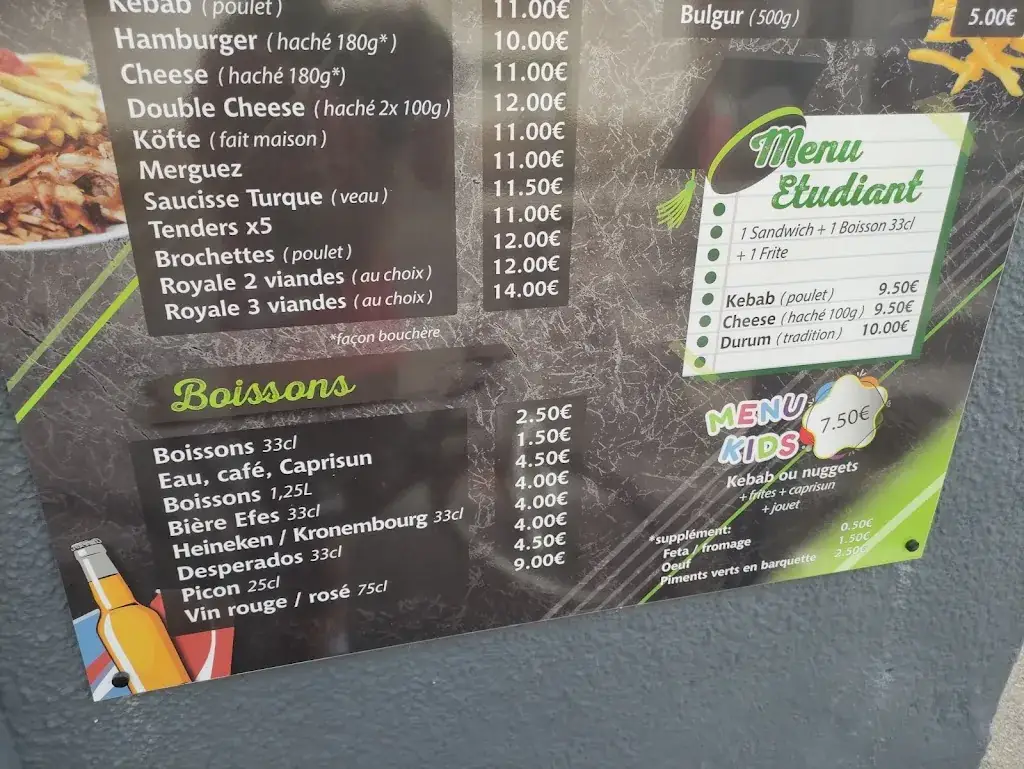 Kebab (poulet) 11.00€
Hamburger (haché 180g*) 10.00€
Cheese (haché 180g*) 11.00€
Double Cheese (haché 2x 100g) 12.00€
Köfte (fait maison) 11.00€
Merguez 11.00€
Saucisse Turque (veau) 11.50€
Tenders x5 11.00€
Brochettes (poulet) 12.00€
Royale 2 viandes (au choix) 12.00€
Royale 3 viandes (au choix) 14.00€
*façon bouchère
Boissons
Boissons 33cl 2.50€
Eau, café, Caprisun 1.50€
Boissons 1,25L 4.50€
Bière Efes 33cl 4.00€
Heineken / Kronembourg 33cl 4.00€
Desperados 33cl 4.00€
Picon 25cl 4.50€
Vin rouge / rosé 75cl 9.00€
Bulgur (500g) 5.00€
Menu
Etudiant
1 Sandwich + 1 Boisson 33cl
+ 1 Frite
Kebab (poulet) 9.50€
Cheese (haché 100g) 9.50€
Durum (tradition) 10.00€
MENU
KIDS 7.50€
Kebab ou nuggets
+ frites + caprisun
+ jouet
*supplément:
Feta / fromage 0.50€
Oeuf 1.50€
Piments verts en barquette 2.50€